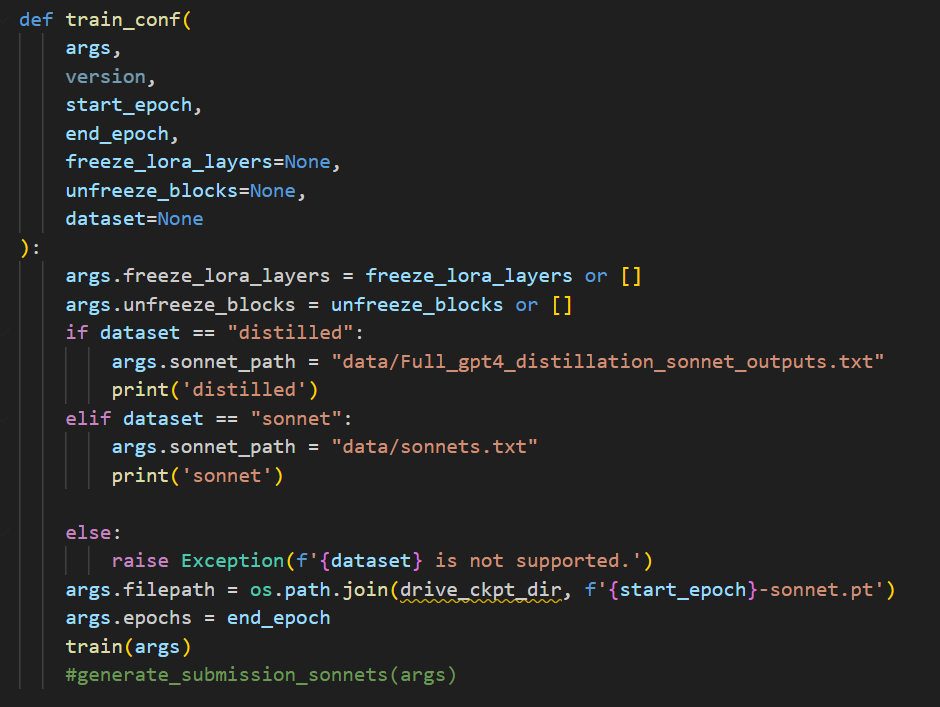 def train_conf(
    args,
    version,
    start_epoch,
    end_epoch,
    freeze_lora_layers=None,
    unfreeze_blocks=None,
    dataset=None
):
    args.freeze_lora_layers = freeze_lora_layers or []
    args.unfreeze_blocks = unfreeze_blocks or []
    if dataset == "distilled":
        args.sonnet_path = "data/Full_gpt4_distillation_sonnet_outputs.txt"
        print('distilled')
    elif dataset == "sonnet":
        args.sonnet_path = "data/sonnets.txt"
        print('sonnet')

    else:
        raise Exception(f'{dataset} is not supported.')
    args.filepath = os.path.join(drive_ckpt_dir, f'{start_epoch}-sonnet.pt')
    args.epochs = end_epoch
    train(args)
    #generate_submission_sonnets(args)